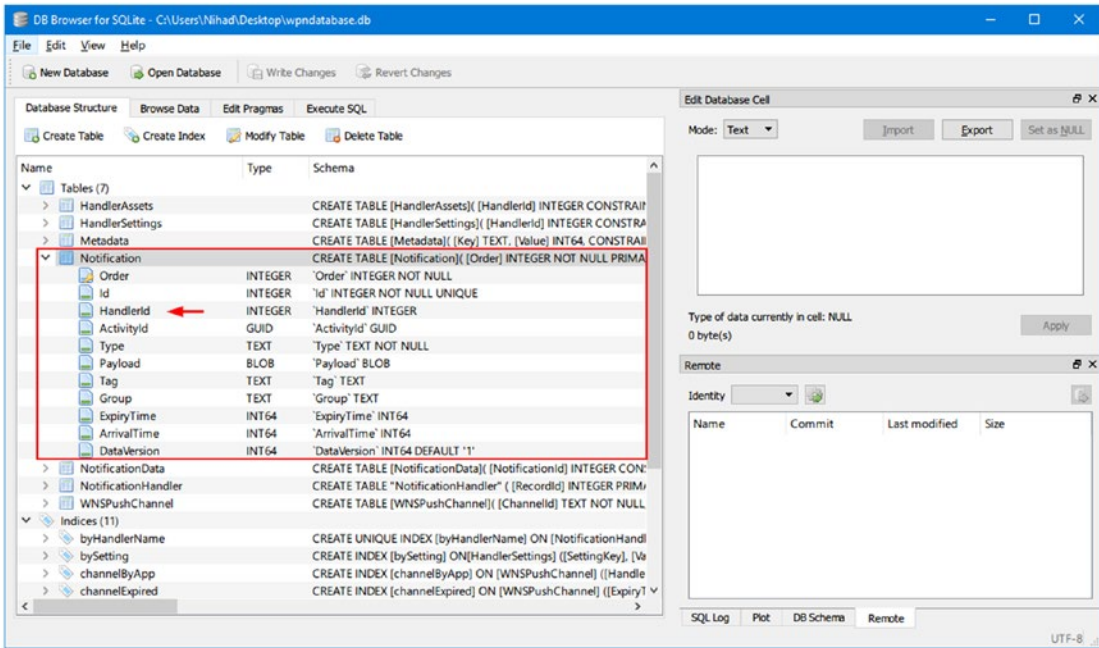 DB Browser for SQLite - C:\Users\Nihad\Desktop\wpndatabase.db
File Edit View Help
New Database Open Database Write Changes Revert Changes
Database Structure Browse Data Edit Pragmas Execute SQL
Create Table Create Index Modify Table Delete Table
Name Type Schema
Tables (7)
HandlerAssets CREATE TABLE [HandlerAssets]( [HandlerId] INTEGER CONSTRAIN
HandlerSettings CREATE TABLE [HandlerSettings]( [HandlerId] INTEGER CONSTRA
Metadata CREATE TABLE [Metadata]( [Key] TEXT, [Value] INT64, CONSTRAI
Notification CREATE TABLE [Notification]( [Order] INTEGER NOT NULL PRIMA
Order INTEGER `Order` INTEGER NOT NULL
Id INTEGER `Id` INTEGER NOT NULL UNIQUE
HandlerId INTEGER `HandlerId` INTEGER
ActivityId GUID `ActivityId` GUID
Type TEXT `Type` TEXT NOT NULL
Payload BLOB `Payload` BLOB
Tag TEXT `Tag` TEXT
Group TEXT `Group` TEXT
ExpiryTime INT64 `ExpiryTime` INT64
ArrivalTime INT64 `ArrivalTime` INT64
DataVersion INT64 `DataVersion` INT64 DEFAULT '1'
NotificationData CREATE TABLE [NotificationData]( [NotificationId] INTEGER CON
NotificationHandler CREATE TABLE "NotificationHandler" ( [RecordId] INTEGER PRIM
WNSPushChannel CREATE TABLE [WNSPushChannel]( [ChannelId] TEXT NOT NULL
Indices (11)
byHandlerName CREATE UNIQUE INDEX [byHandlerName] ON [NotificationHandl
bySetting CREATE INDEX [bySetting] ON[HandlerSettings] ([SettingKey], [Va
channelByApp CREATE INDEX [channelByApp] ON [WNSPushChannel] ([Handle
channelExpired CREATE INDEX [channelExpired] ON [WNSPushChannel] ([ExpiryT
Edit Database Cell
Mode: Text Import Export Set as NULL
Type of data currently in cell: NULL
0 byte(s)
Apply
Remote
Identity
Name Commit Last modified Size
SQL Log Plot DB Schema Remote
UTF-8